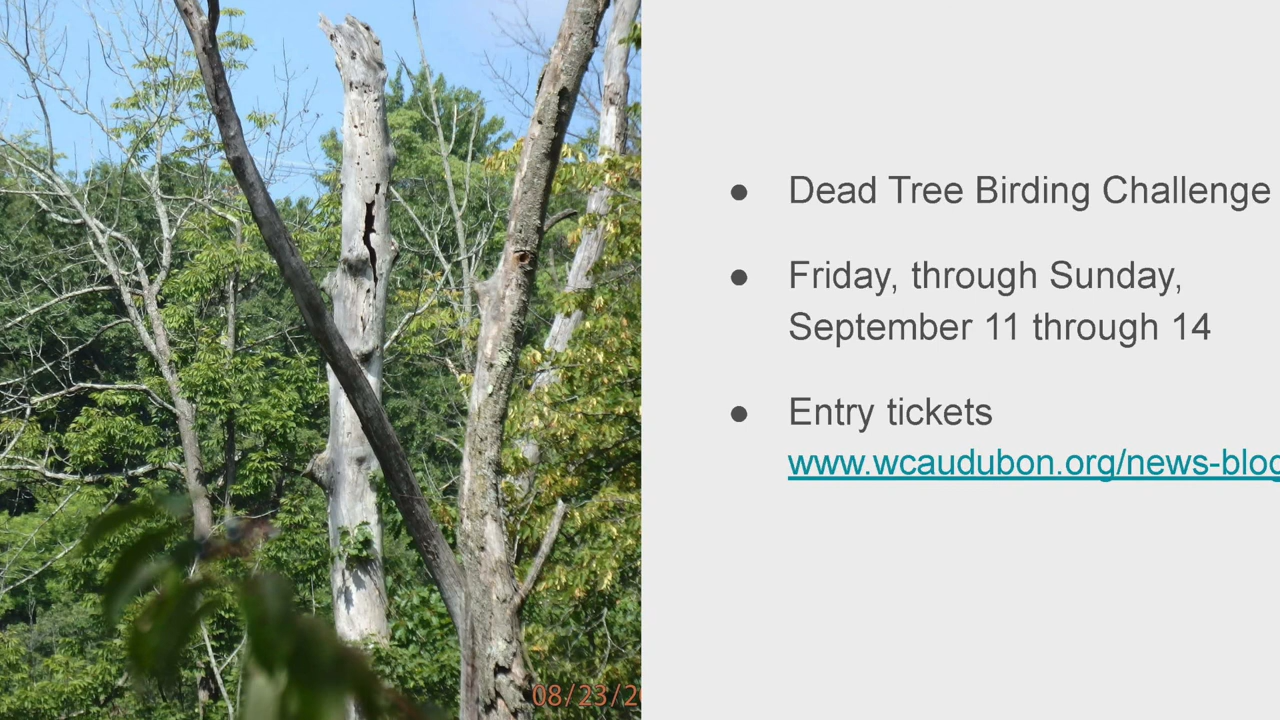 Dead Tree Birding Challenge
Friday, through Sunday,
September 11 through 14
Entry tickets
www.wcaudubon.org/news-blog
08/23/2